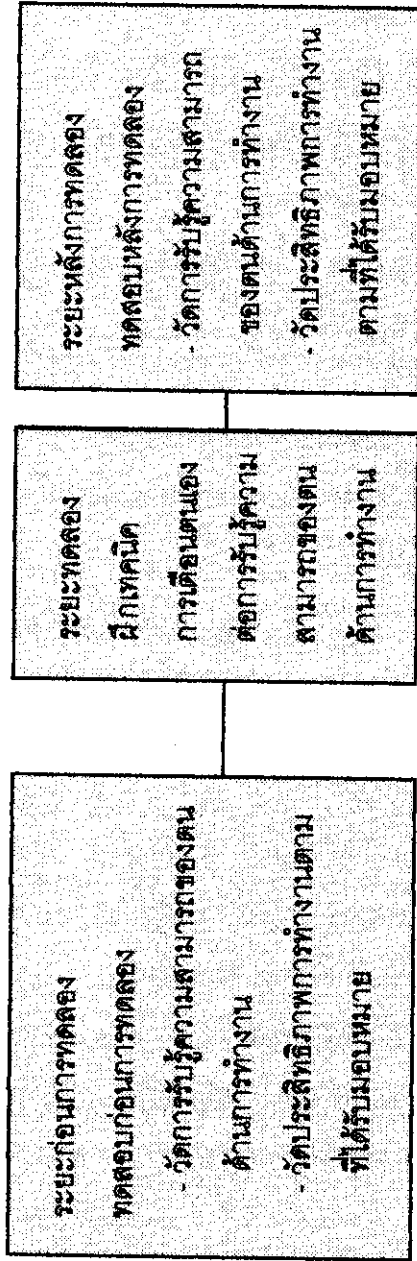 ระยะก่อนการทดลอง
ทดสอบก่อนการทดลอง
- วัดการรับรู้ความสามารถของตน
ด้านการทำงาน
- วัดประสิทธิภาพการทำงานตาม
ที่ได้รับมอบหมาย
ระยะทดลอง
ฝึกเทคนิค
การเตือนตนเอง
ต่อการรับรู้ความ
สามารถของตน
ด้านการทำงาน
ระยะหลังการทดลอง
ทดสอบหลังการทดลอง
- วัดการรับรู้ความสามารถ
ของตนด้านการทำงาน
- วัดประสิทธิภาพการทำงาน
ตามที่ได้รับมอบหมาย